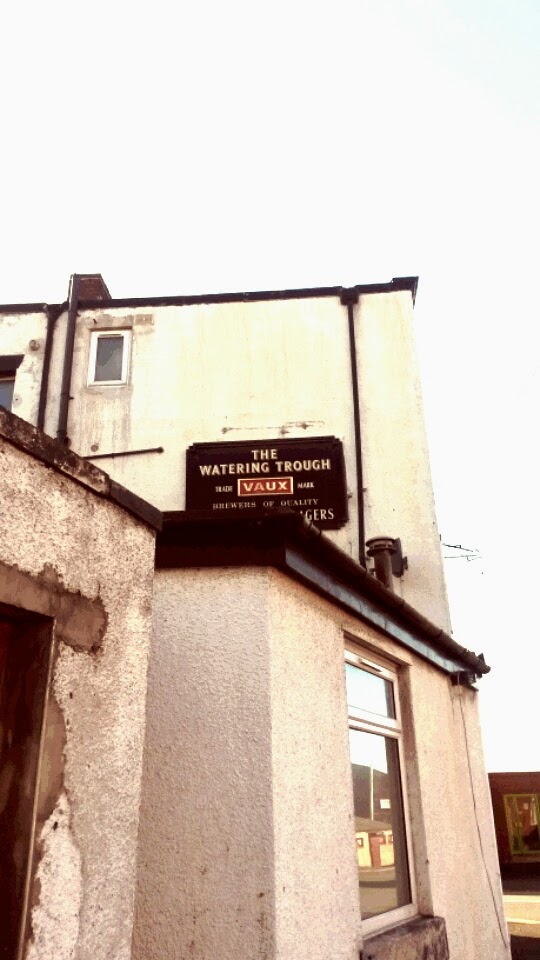 THE
WATERING TROUGH
TRADE VAUX MARK
BREWERS OF QUALITY